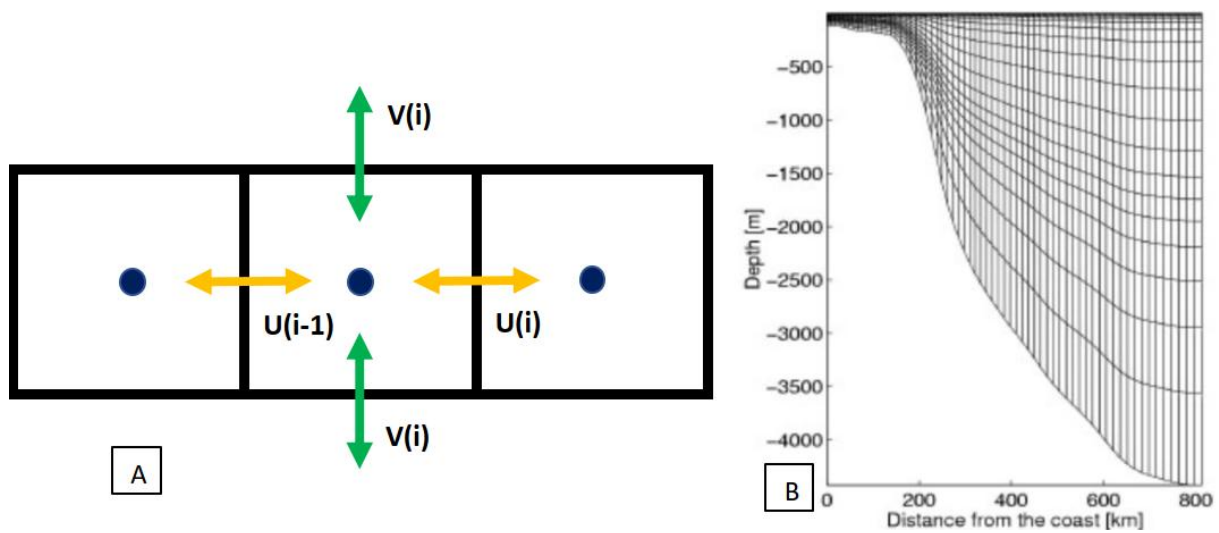 V(i)
U(i-1)
U(i)
V(i)
A
-500
-1000
-1500
-2000
-2500
-3000
-3500
-4000
Depth [m]
B
0
200
400
600
800
Distance from the coast [km]